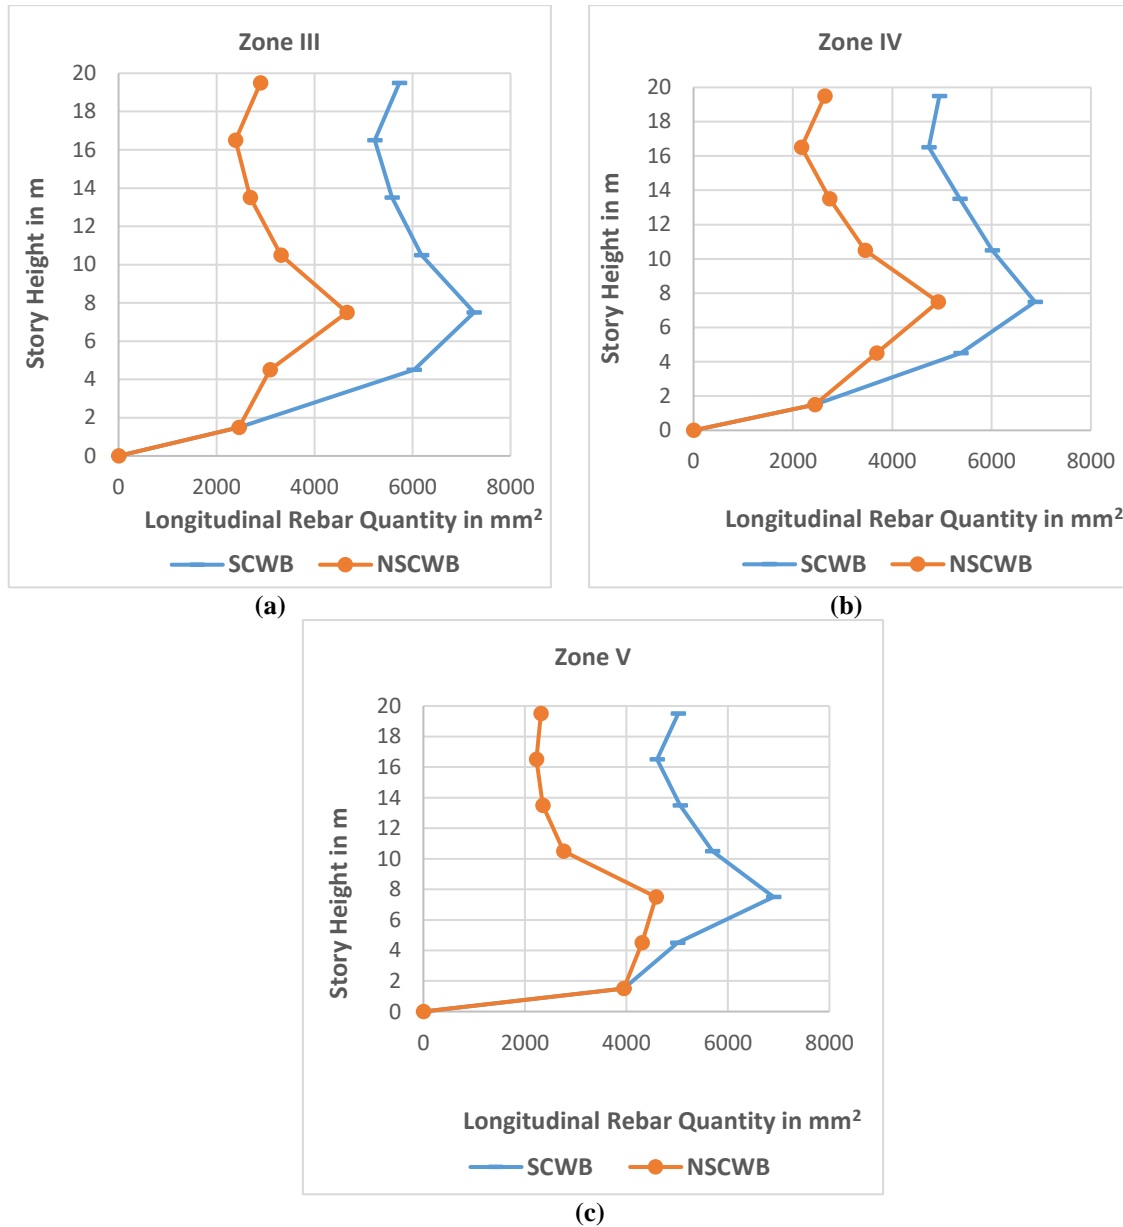 Zone III
20
18
16
14
12
10
8
6
4
2
0
0 2000 4000 6000 8000
Story Height in m
Longitudinal Rebar Quantity in mm²
SCWB NSCWB
(a)
Zone IV
20
18
16
14
12
10
8
6
4
2
0
0 2000 4000 6000 8000
Story Height in m
Longitudinal Rebar Quantity in mm²
SCWB NSCWB
(b)
Zone V
20
18
16
14
12
10
8
6
4
2
0
0 2000 4000 6000 8000
Story Height in m
Longitudinal Rebar Quantity in mm²
SCWB NSCWB
(c)